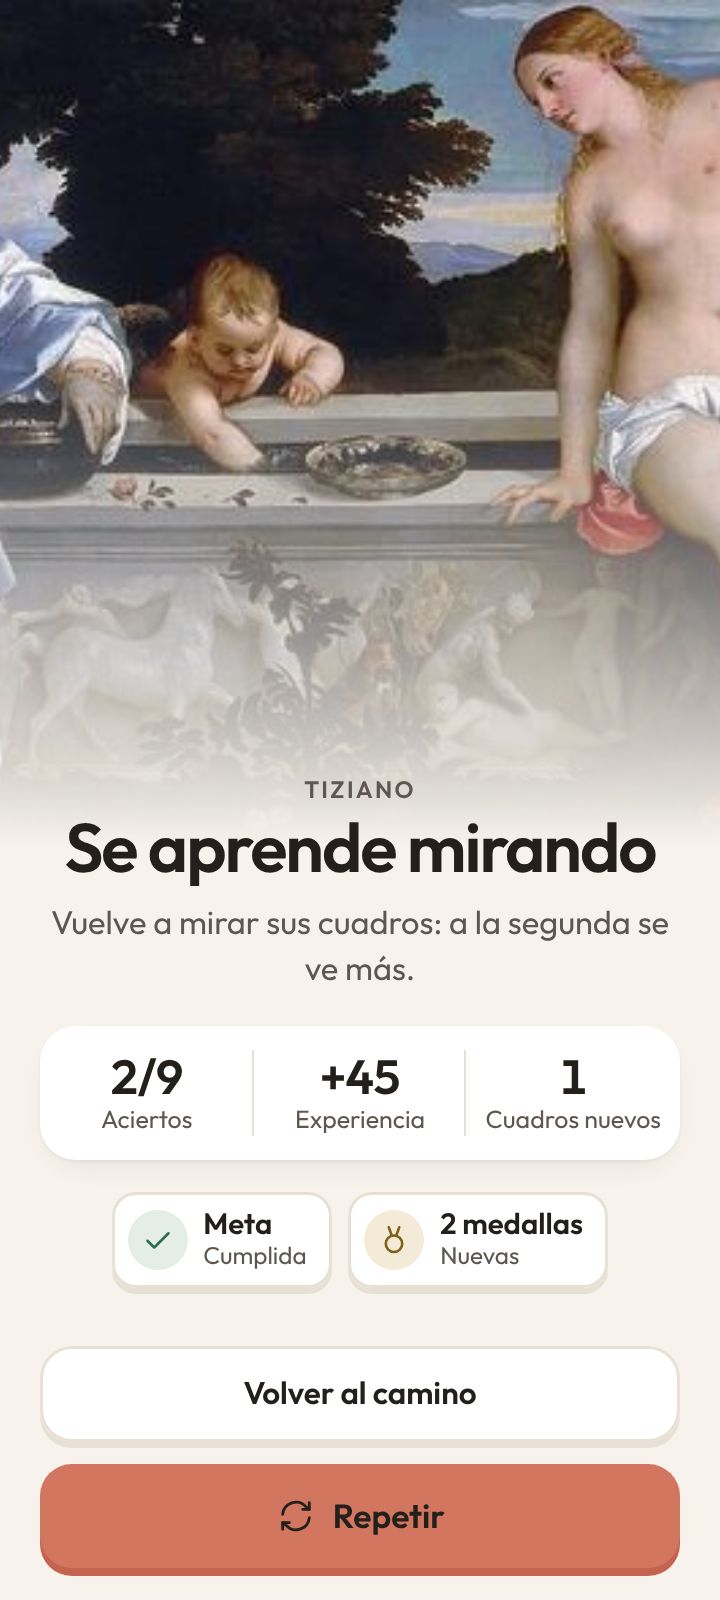 TIZIANO
Se aprende mirando
Vuelve a mirar sus cuadros: a la segunda se
ve más.
2/9
Aciertos
+45
Experiencia
1
Cuadros nuevos
Meta
Cumplida
2 medallas
Nuevas
Volver al camino
Repetir